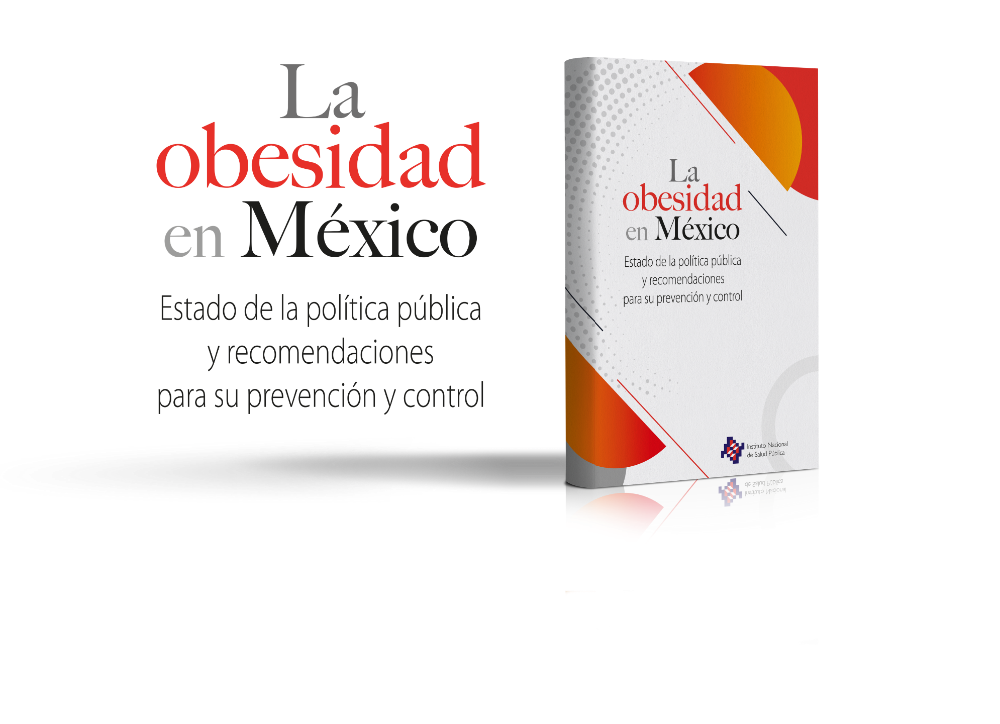 La
obesidad
en México
Estado de la política pública
y recomendaciones
para su prevención y control
La
obesidad
en México
Estado de la política pública
y recomendaciones
para su prevención y control
Instituto Nacional
de Salud Pública